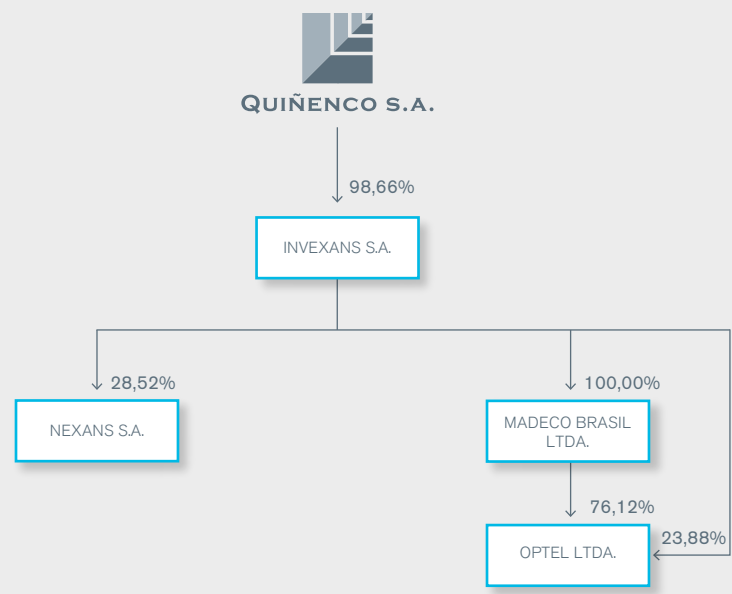 QUIÑENCO S.A.
98,66%
INVEXANS S.A.
28,52%
100,00%
NEXANS S.A.
MADECO BRASIL
LTDA.
76,12%
23,88%
OPTEL LTDA.